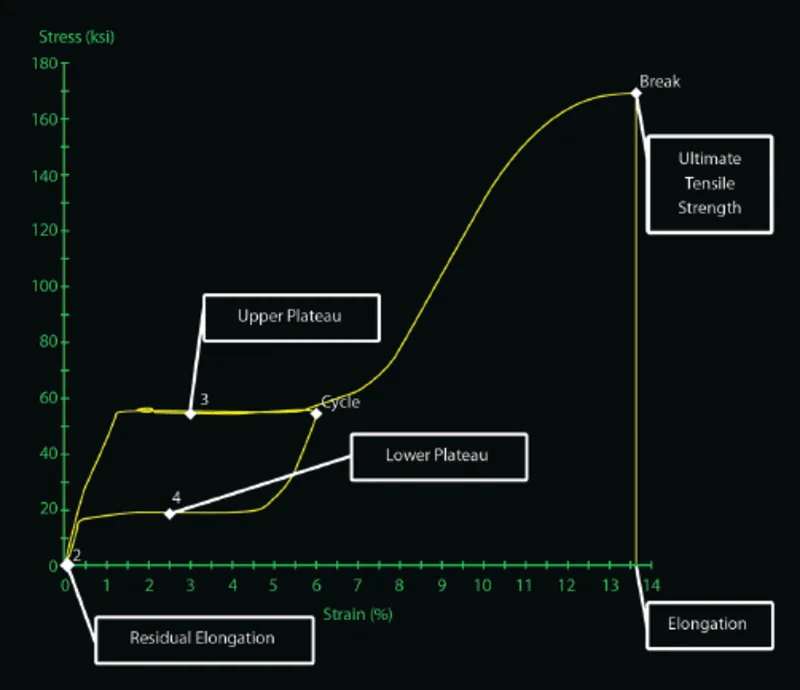 Stress (ksi)
180
160
140
120
100
80
60
40
20
0
Break
Ultimate
Tensile
Strength
Upper Plateau
3
Cycle
Lower Plateau
4
2
0 1 2 3 4 5 6 7 8 9 10 11 12 13 14
Strain (%)
Residual Elongation
Elongation